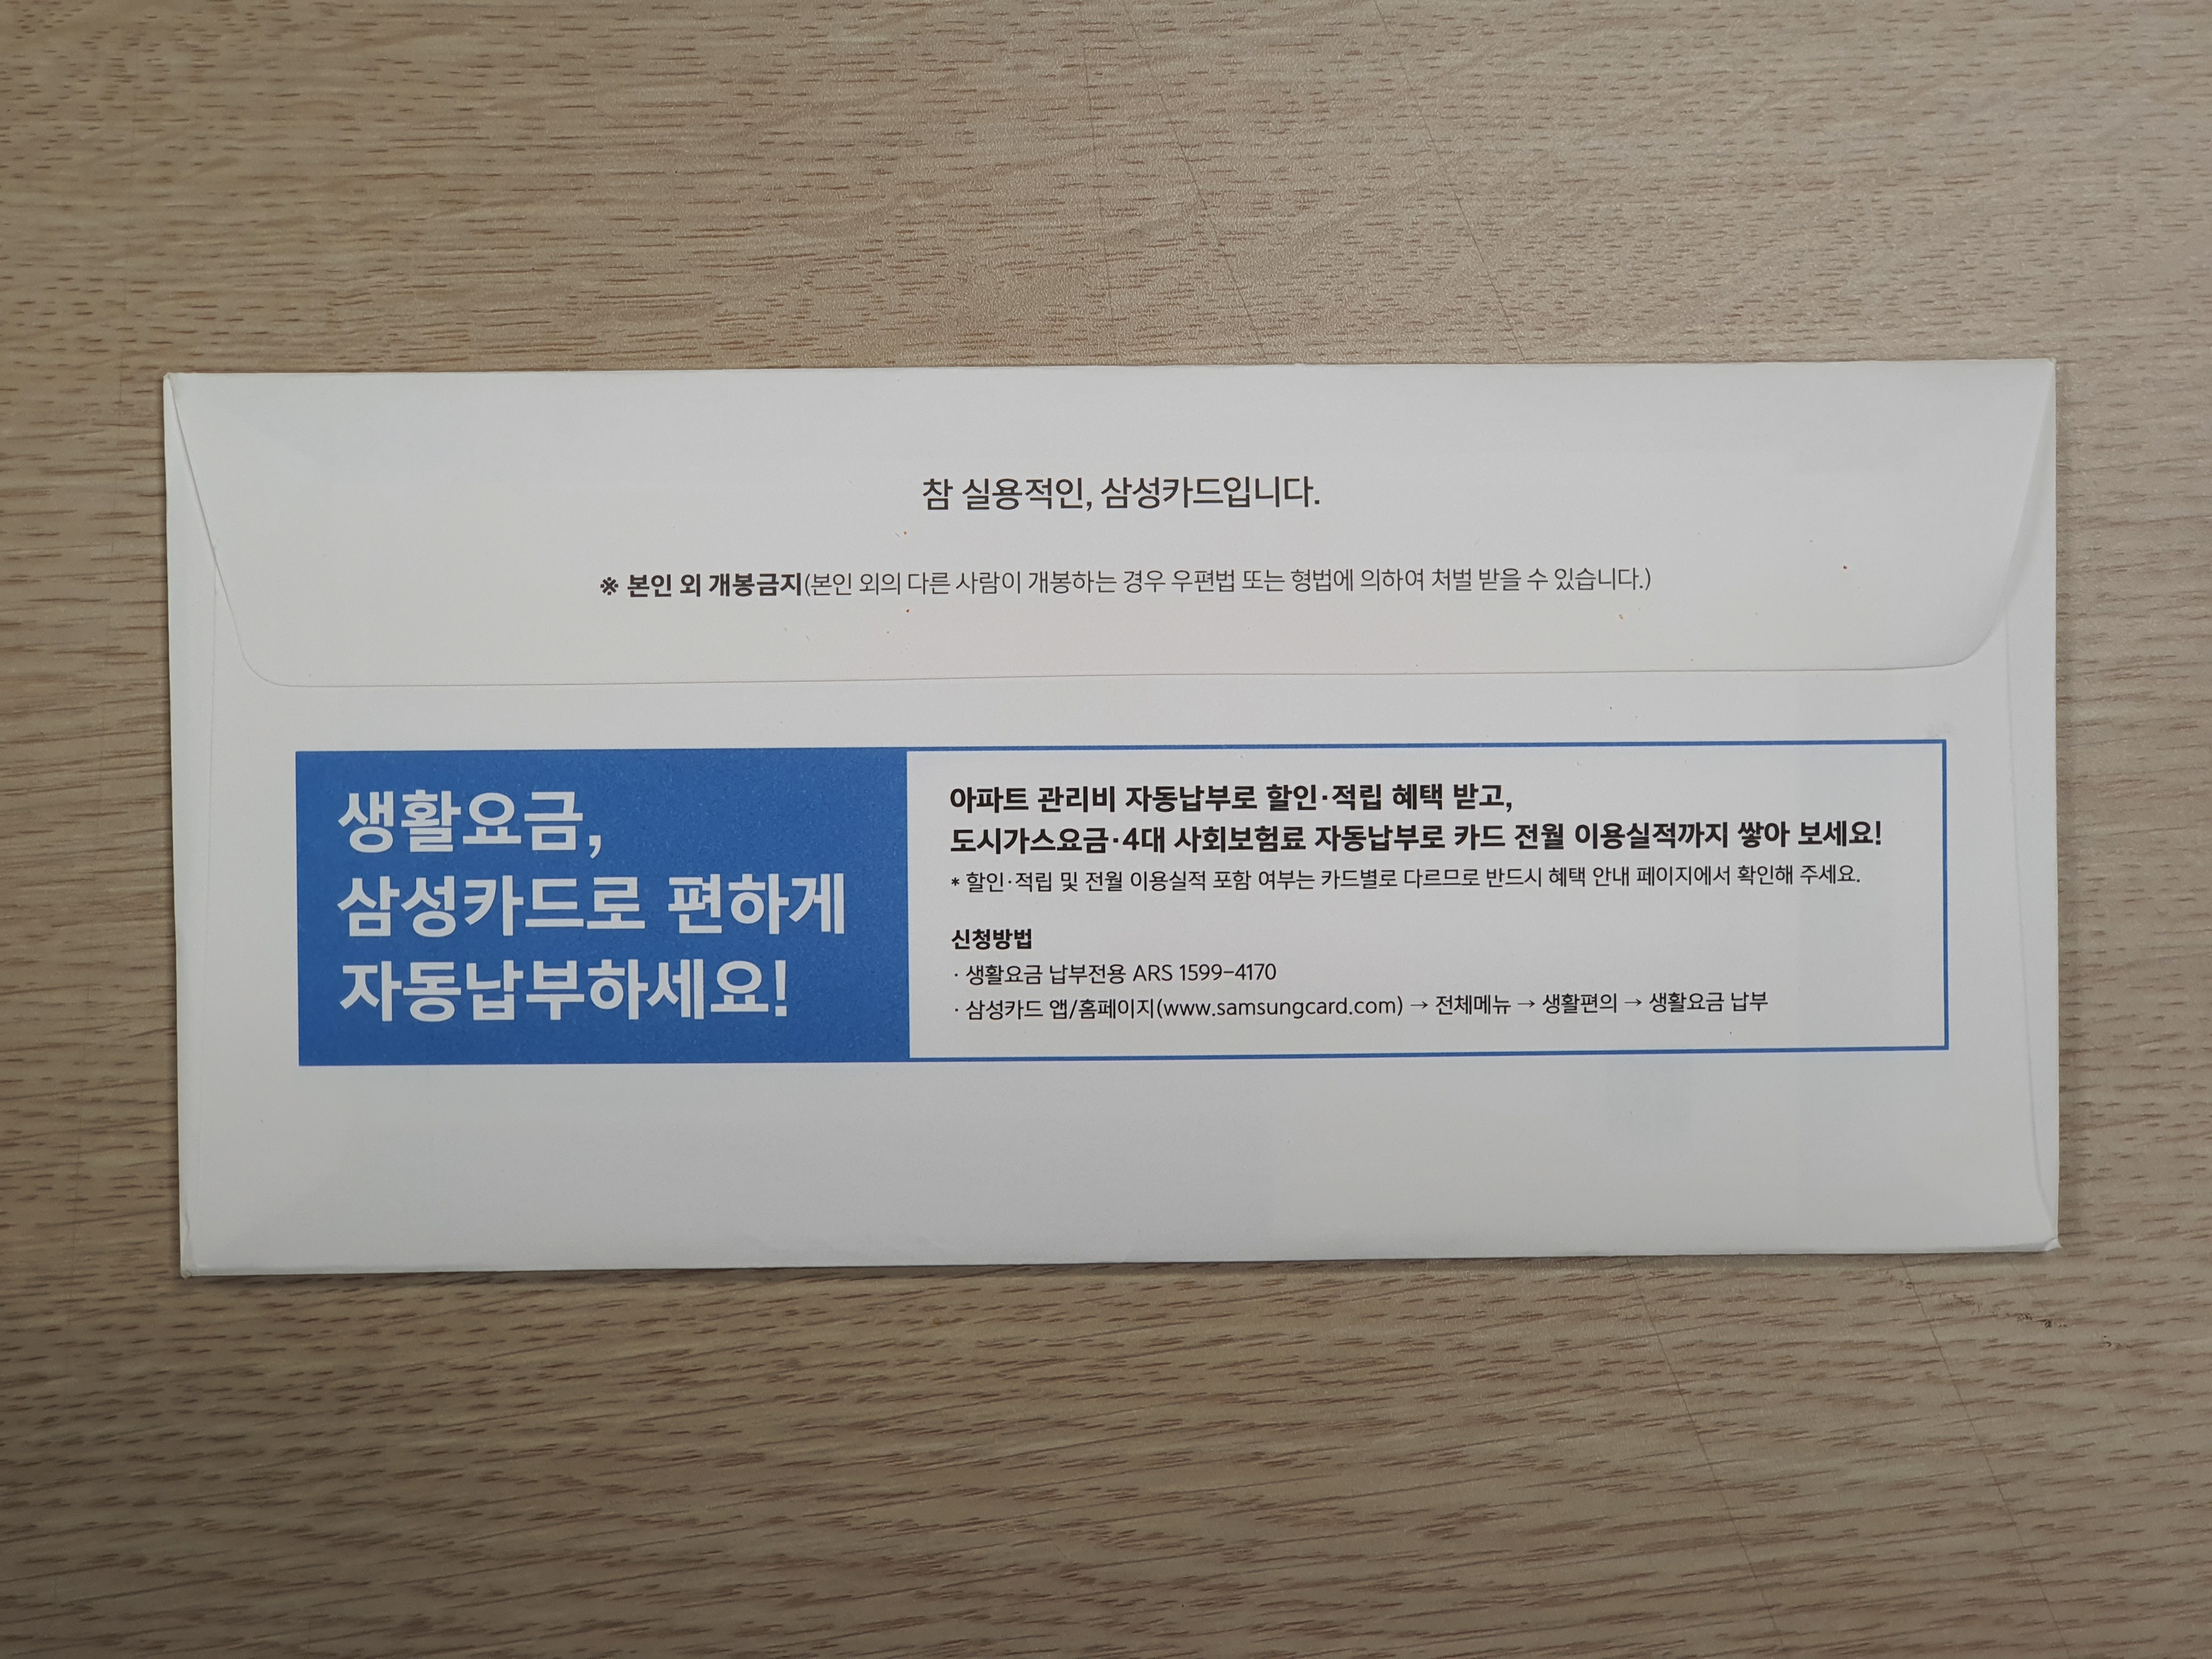 참 실용적인, 삼성카드입니다.
※ 본인 외 개봉금지(본인 외의 다른 사람이 개봉하는 경우 우편법 또는 형법에 의하여 처벌 받을 수 있습니다.)
생활요금,
삼성카드로 편하게
자동납부하세요!
아파트 관리비 자동납부로 할인·적립 혜택 받고,
도시가스요금·4대 사회보험료 자동납부로 카드 전월 이용실적까지 쌓아 보세요!
* 할인·적립 및 전월 이용실적 포함 여부는 카드별로 다르므로 반드시 혜택 안내 페이지에서 확인해 주세요.
신청방법
· 생활요금 납부전용 ARS 1599-4170
· 삼성카드 앱/홈페이지(www.samsungcard.com) → 전체메뉴 → 생활편의 → 생활요금 납부